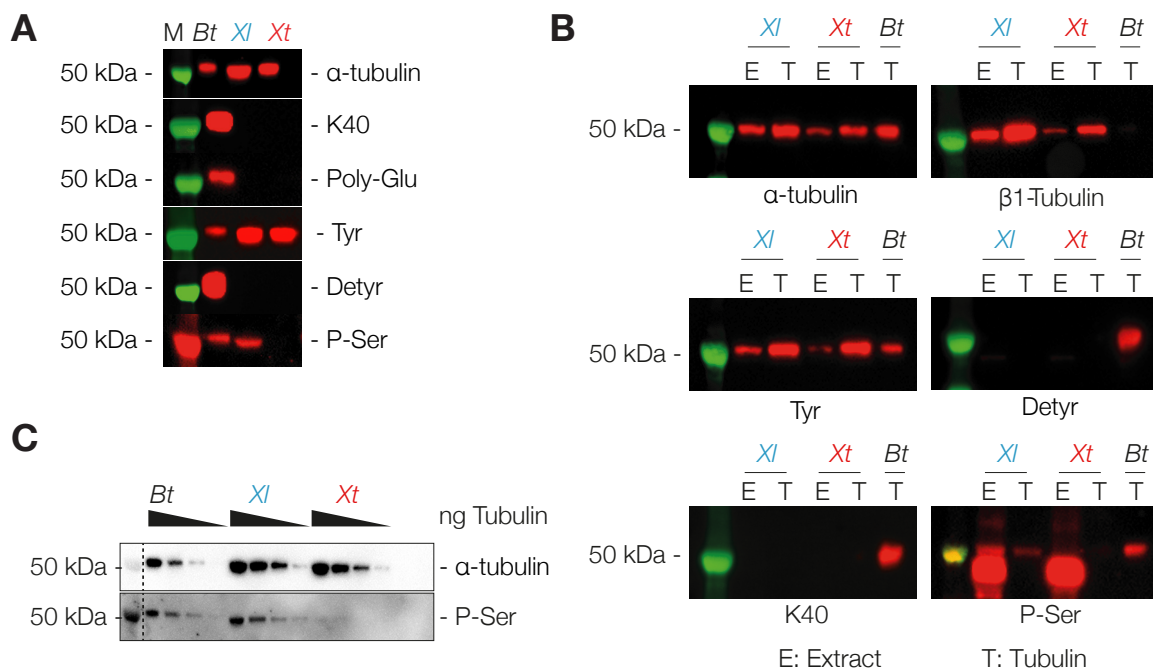 A
M Bt Xl Xt
50 kDa - - α-tubulin
50 kDa - - K40
50 kDa - - Poly-Glu
50 kDa - - Tyr
50 kDa - - Detyr
50 kDa - - P-Ser
B
Xl Xt Bt Xl Xt Bt
E T E T T E T E T T
50 kDa -
α-tubulin β1-Tubulin
Xl Xt Bt Xl Xt Bt
E T E T T E T E T T
50 kDa -
Tyr Detyr
Xl Xt Bt Xl Xt Bt
E T E T T E T E T T
50 kDa -
K40 P-Ser
E: Extract T: Tubulin
C
Bt Xl Xt
ng Tubulin
50 kDa - - α-tubulin
50 kDa - - P-Ser